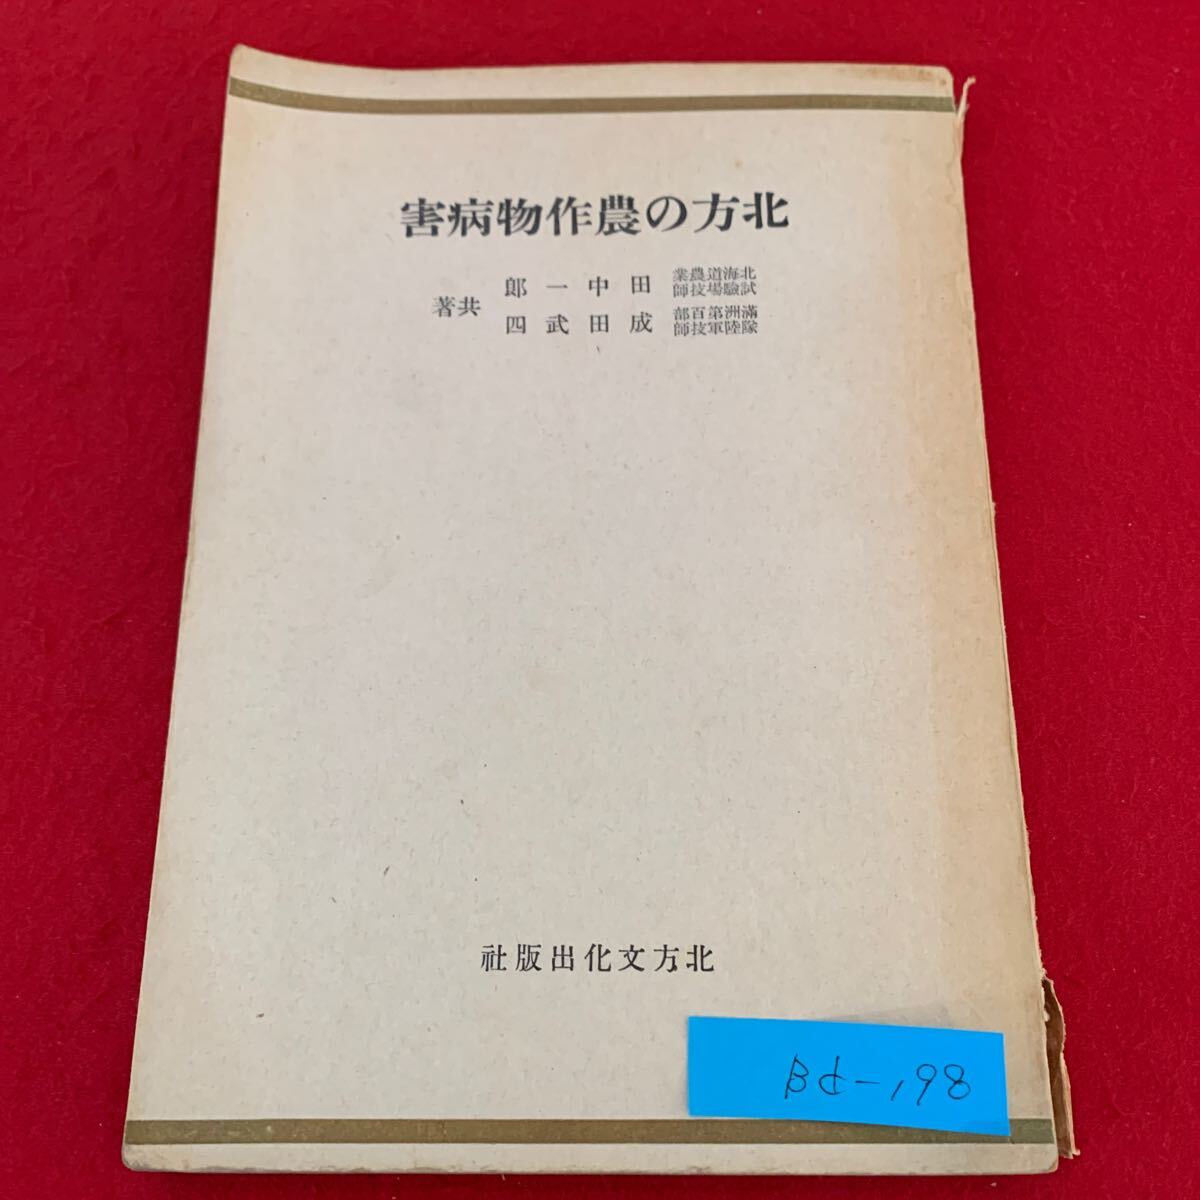 北方の農作物病害
北海道農業
試驗場技師
田中一郎
滿洲第百部
隊陸軍技師
成田武四
共著
北方文化出版社
Bd-198